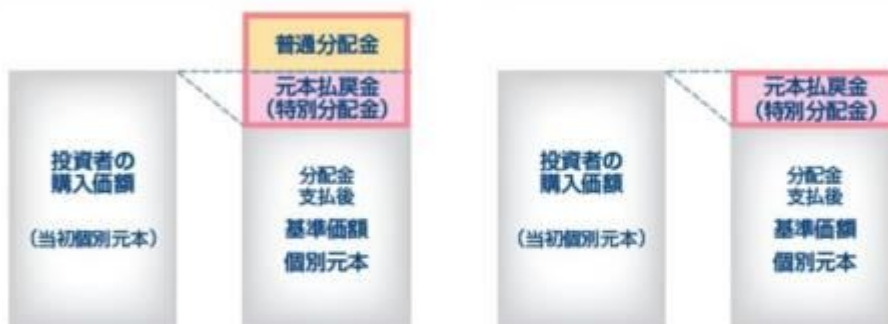 普通分配金
元本払戻金
(特別分配金)
投資者の
購入価額
(当初個別元本)
分配金
支払後
基準価額
個別元本
元本払戻金
(特別分配金)
投資者の
購入価額
(当初個別元本)
分配金
支払後
基準価額
個別元本